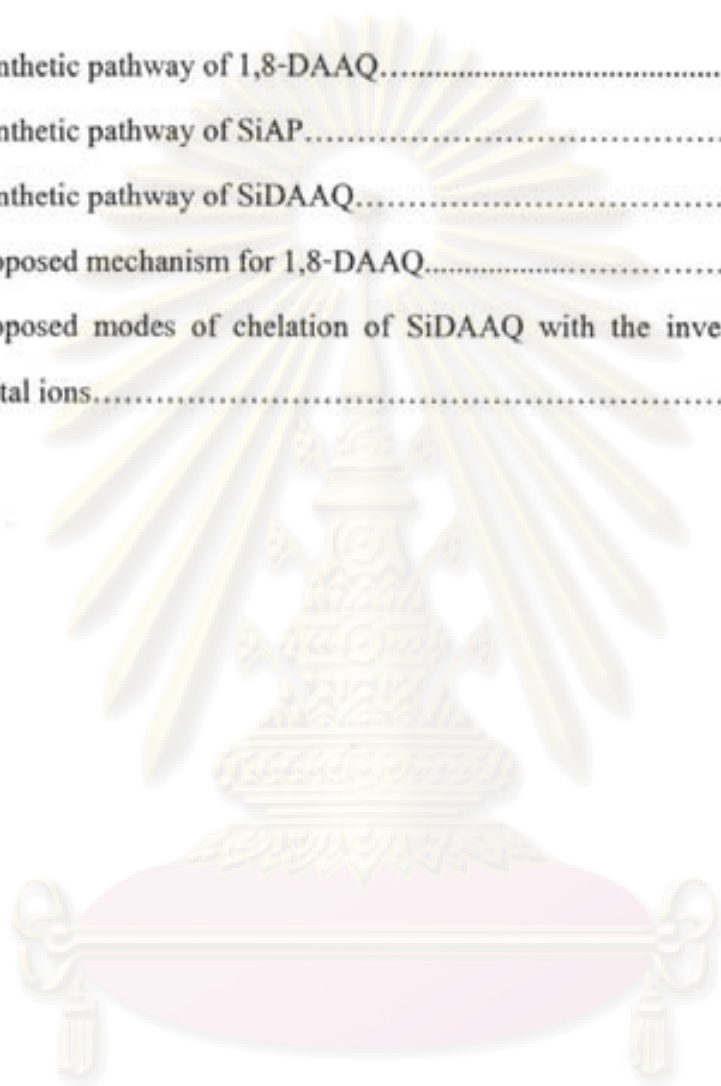 nthetic pathway of 1,8-DAAQ....................................................
nthetic pathway of SiAP....................................................
nthetic pathway of SiDAAQ..............................................
oposed mechanism for 1,8-DAAQ..........................................
oposed modes of chelation of SiDAAQ with the inve
tal ions..............................................................................